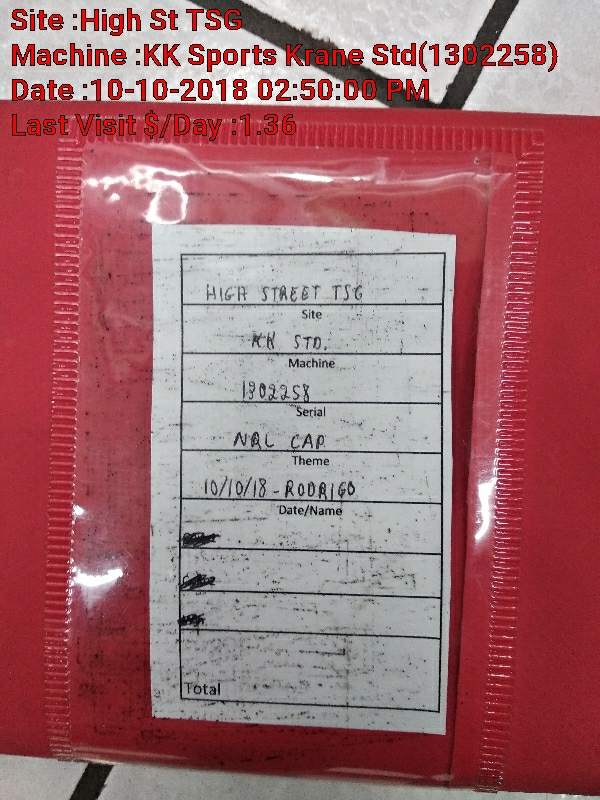 Site :High St TSG
Machine :KK Sports Krane Std(1302258)
Date :10-10-2018 02:50:00 PM
Last Visit $/Day :1.36
HIGH STREET TSG
Site
KK STD.
Machine
1302258
Serial
NRL CAP
Theme
10/10/18 - RODRIGO
Date/Name
Total